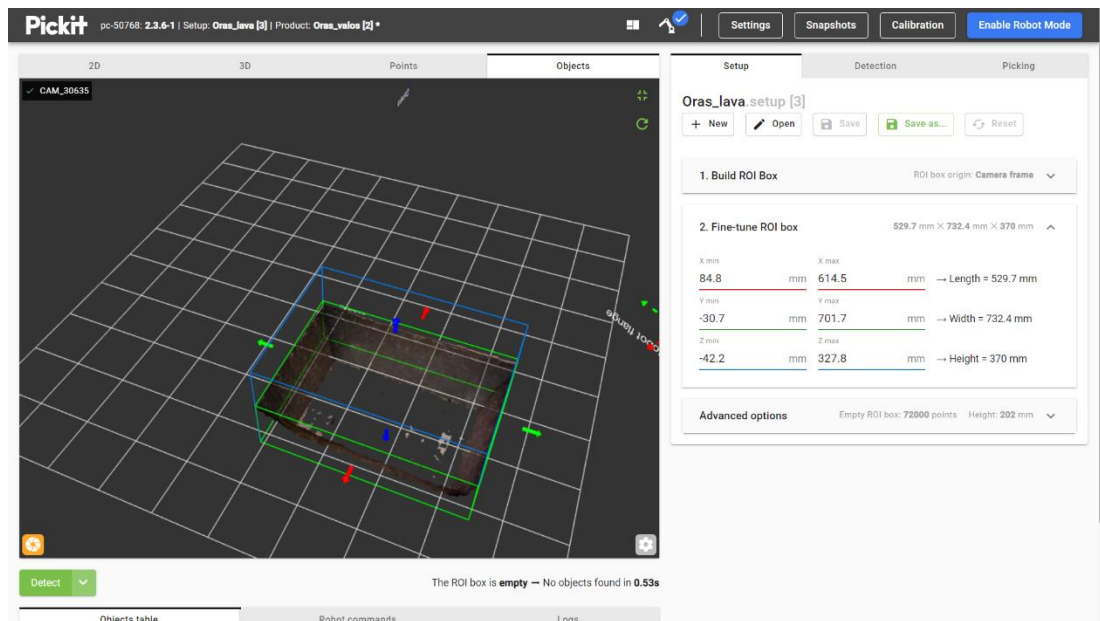 Pickit pc-50768: 2.3.6-1 | Setup: Oras_lava [3] | Product: Oras_valos [2] * Settings Snapshots Calibration Enable Robot Mode
2D 3D Points Objects
CAM_30635
robot flange
Detect
The ROI box is empty — No objects found in 0.53s
Objects table Robot commands Logs
Setup Detection Picking
Oras_lava.setup [3]
+ New Open Save Save as... Reset
1. Build ROI Box ROI box origin: Camera frame
2. Fine-tune ROI box 529.7 mm × 732.4 mm × 370 mm
X min X max
84.8 mm 614.5 mm → Length = 529.7 mm
Y min Y max
-30.7 mm 701.7 mm → Width = 732.4 mm
Z min Z max
-42.2 mm 327.8 mm → Height = 370 mm
Advanced options Empty ROI box: 72000 points Height: 202 mm